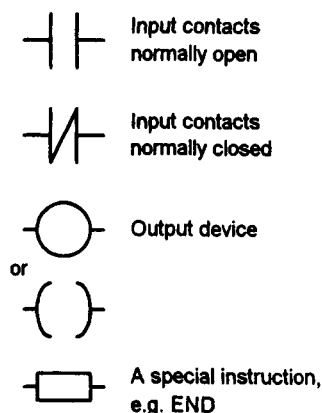 Input contacts
normally open
Input contacts
normally closed
Output device
or
A special instruction,
e.g. END